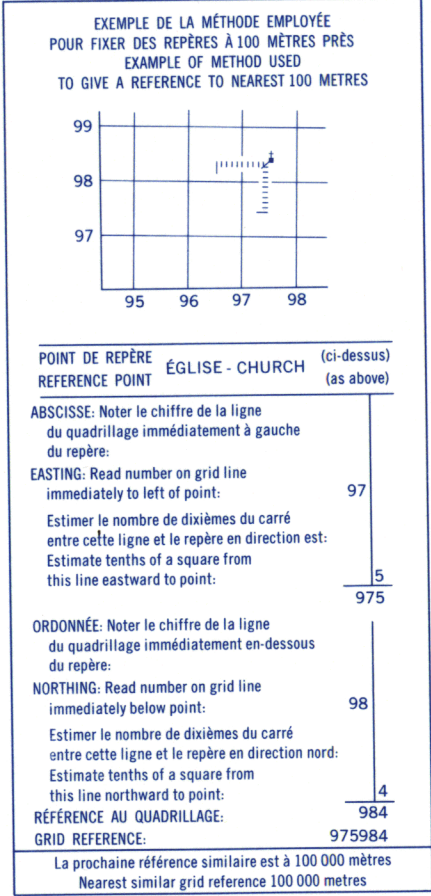 EXEMPLE DE LA MÉTHODE EMPLOYÉE
POUR FIXER DES REPÈRES À 100 MÈTRES PRÈS
EXAMPLE OF METHOD USED
TO GIVE A REFERENCE TO NEAREST 100 METRES
99
98
97
95 96 97 98
POINT DE REPÈRE
REFERENCE POINT
ÉGLISE - CHURCH
(ci-dessus)
(as above)
ABSCISSE: Noter le chiffre de la ligne
du quadrillage immédiatement à gauche
du repère:
EASTING: Read number on grid line
immediately to left of point: 97
Estimer le nombre de dixièmes du carré
entre cette ligne et le repère en direction est:
Estimate tenths of a square from
this line eastward to point: 5
975
ORDONNÉE: Noter le chiffre de la ligne
du quadrillage immédiatement en-dessous
du repère:
NORTHING: Read number on grid line
immediately below point: 98
Estimer le nombre de dixièmes du carré
entre cette ligne et le repère en direction nord:
Estimate tenths of a square from
this line northward to point: 4
RÉFÉRENCE AU QUADRILLAGE: 984
GRID REFERENCE: 975984
La prochaine référence similaire est à 100 000 mètres
Nearest similar grid reference 100 000 metres